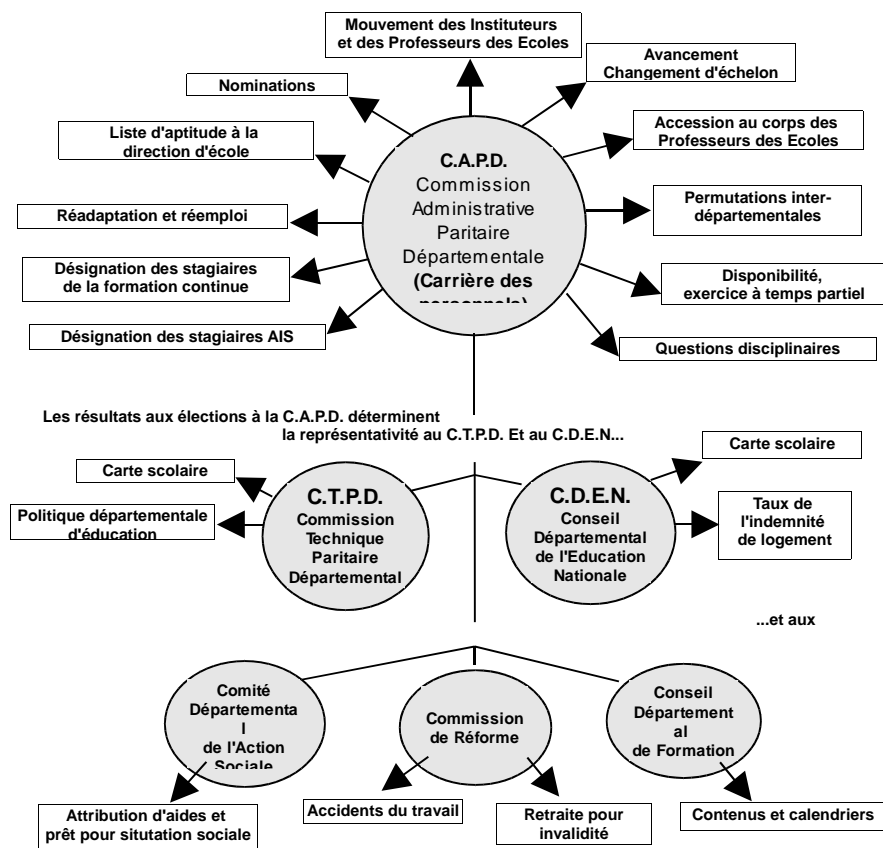 Mouvement des Instituteurs
et des Professeurs des Ecoles
Avancement
Changement d'échelon
Nominations
Liste d'aptitude à la
direction d'école
Accession au corps des
Professeurs des Ecoles
C.A.P.D.
Commission
Administrative
Paritaire
Départementale
(Carrière des
personnels)
Réadaptation et réemploi
Permutations inter-
départementales
Désignation des stagiaires
de la formation continue
Disponibilité,
exercice à temps partiel
Désignation des stagiaires AIS
Questions disciplinaires
Les résultats aux élections à la C.A.P.D. déterminent
la représentativité au C.T.P.D. Et au C.D.E.N...
Carte scolaire
Politique départementale
d'éducation
C.T.P.D.
Commission
Technique
Paritaire
Départemental
C.D.E.N.
Conseil
Départemental
de l'Education
Nationale
Carte scolaire
Taux de
l'indemnité
de logement
...et aux
Comité
Départementa
l
de l'Action
Sociale
Commission
de Réforme
Conseil
Département
al
de Formation
Attribution d'aides et
prêt pour situtation sociale
Accidents du travail
Retraite pour
invalidité
Contenus et calendriers